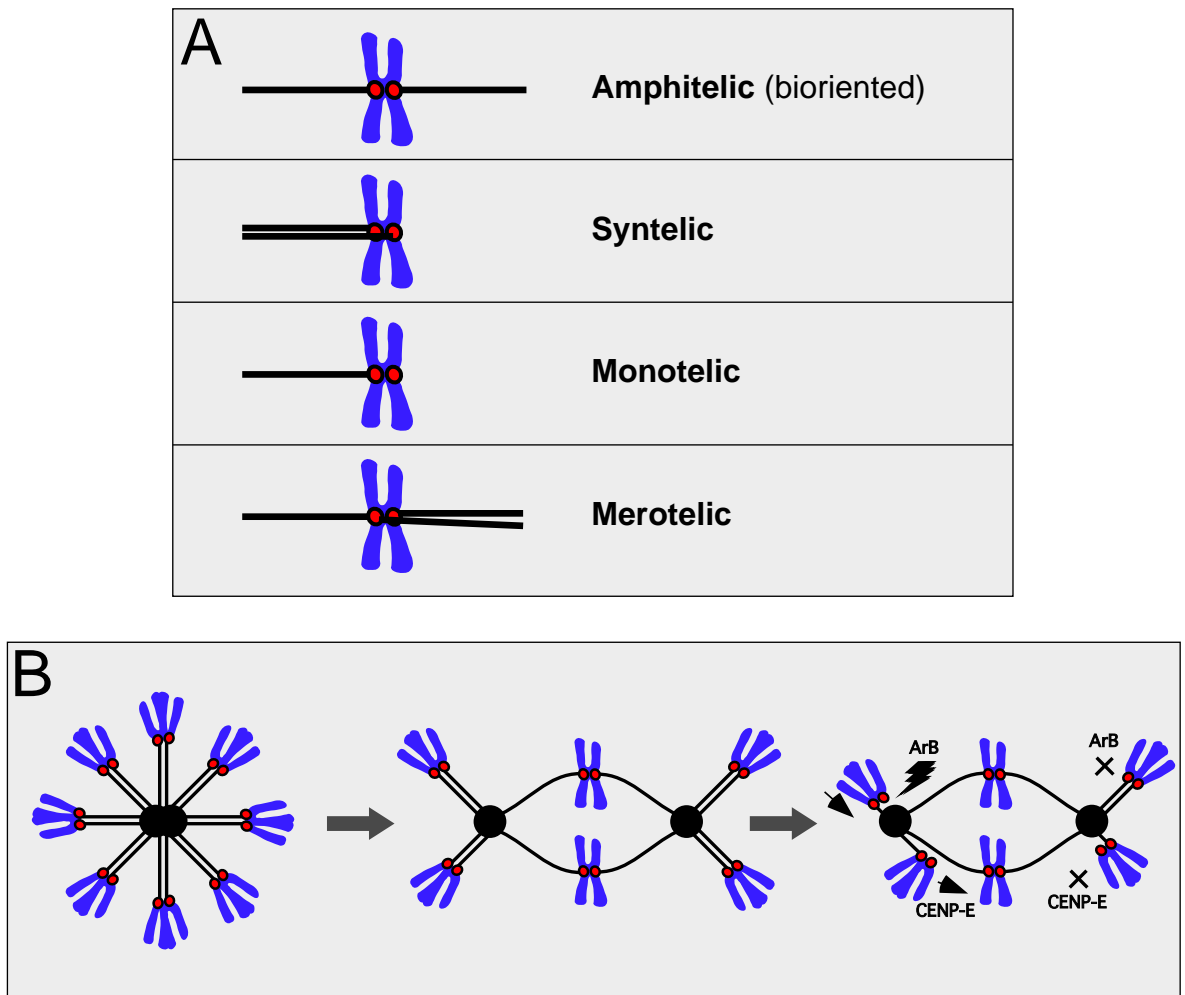 A
Amphitelic (bioriented)
Syntelic
Monotelic
Merotelic
B
ArB
ArB
CENP-E
CENP-E